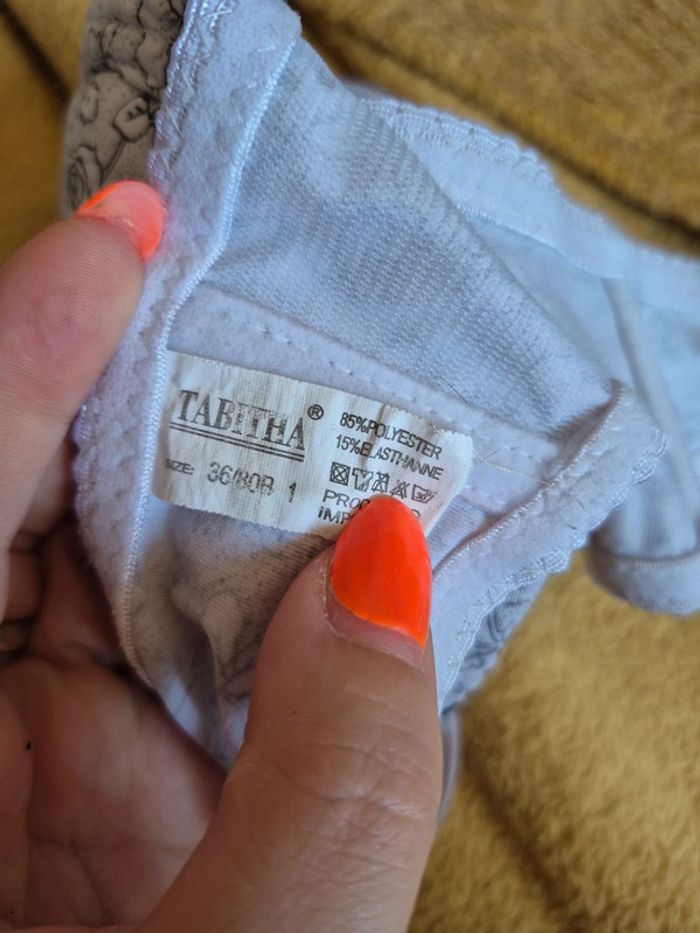 TABITHA®
SIZE: 36/80B 1
85%POLYESTER
15%ELASTHANNE